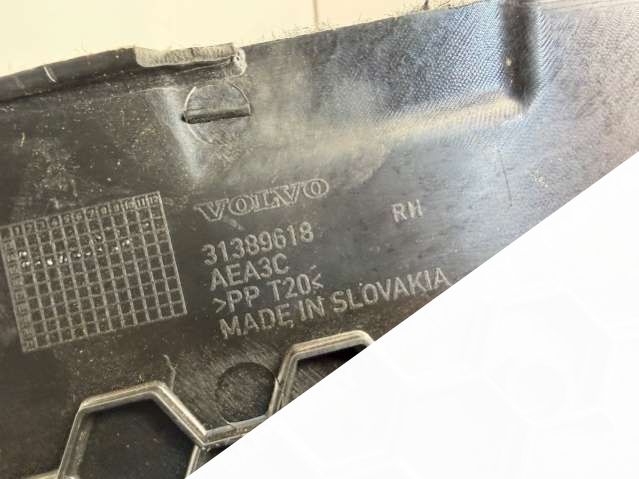 VOLVO
31389618
RH
AEA3C
>PP T20<
MADE IN SLOVAKIA